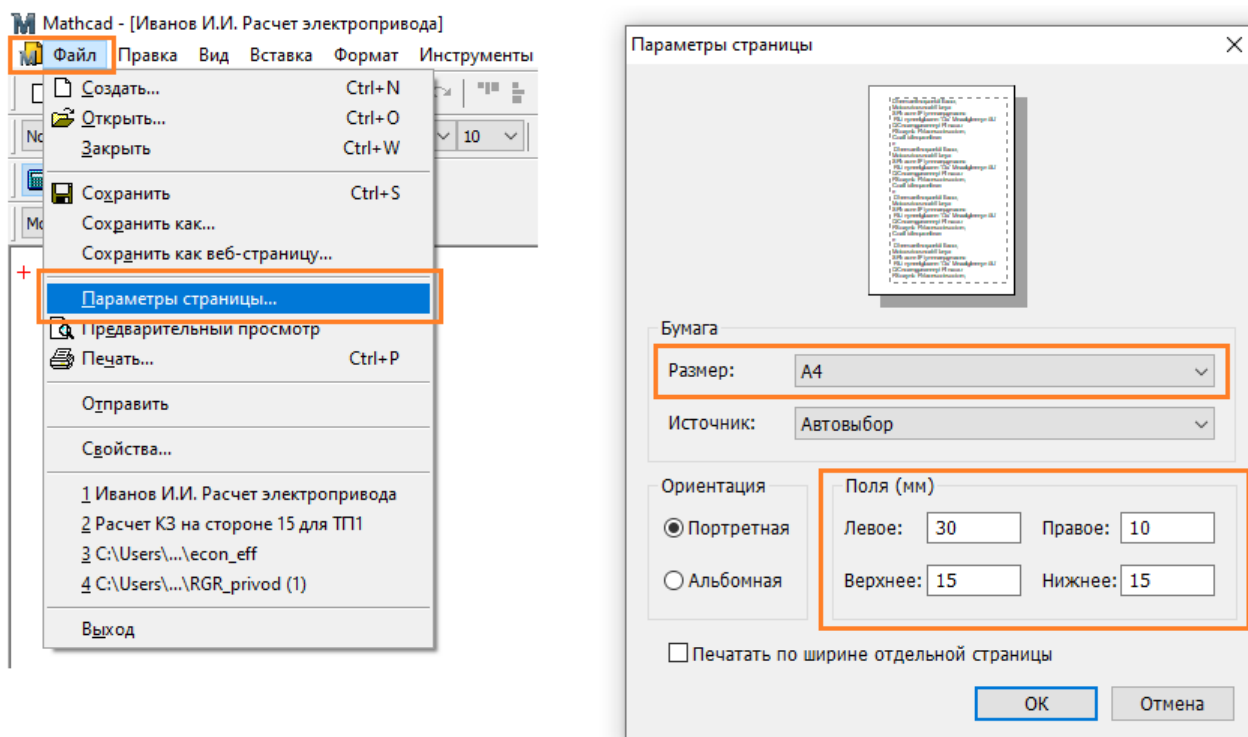 Mathcad - [Иванов И.И. Расчет электропривода]
Файл Правка Вид Вставка Формат Инструменты
Создать... Ctrl+N
Открыть... Ctrl+O
10
Закрыть Ctrl+W
Сохранить Ctrl+S
Сохранить как...
Сохранить как веб-страницу...
Параметры страницы...
Предварительный просмотр
Печать... Ctrl+P
Отправить
Свойства...
1 Иванов И.И. Расчет электропривода
2 Расчет КЗ на стороне 15 для ТП1
3 C:\Users\...\econ_eff
4 C:\Users\...\RGR_privod (1)
Выход
Параметры страницы
Бумага
Размер: A4
Источник: Автовыбор
Ориентация
Портретная
Альбомная
Поля (мм)
Левое: 30 Правое: 10
Верхнее: 15 Нижнее: 15
Печатать по ширине отдельной страницы
ОК Отмена